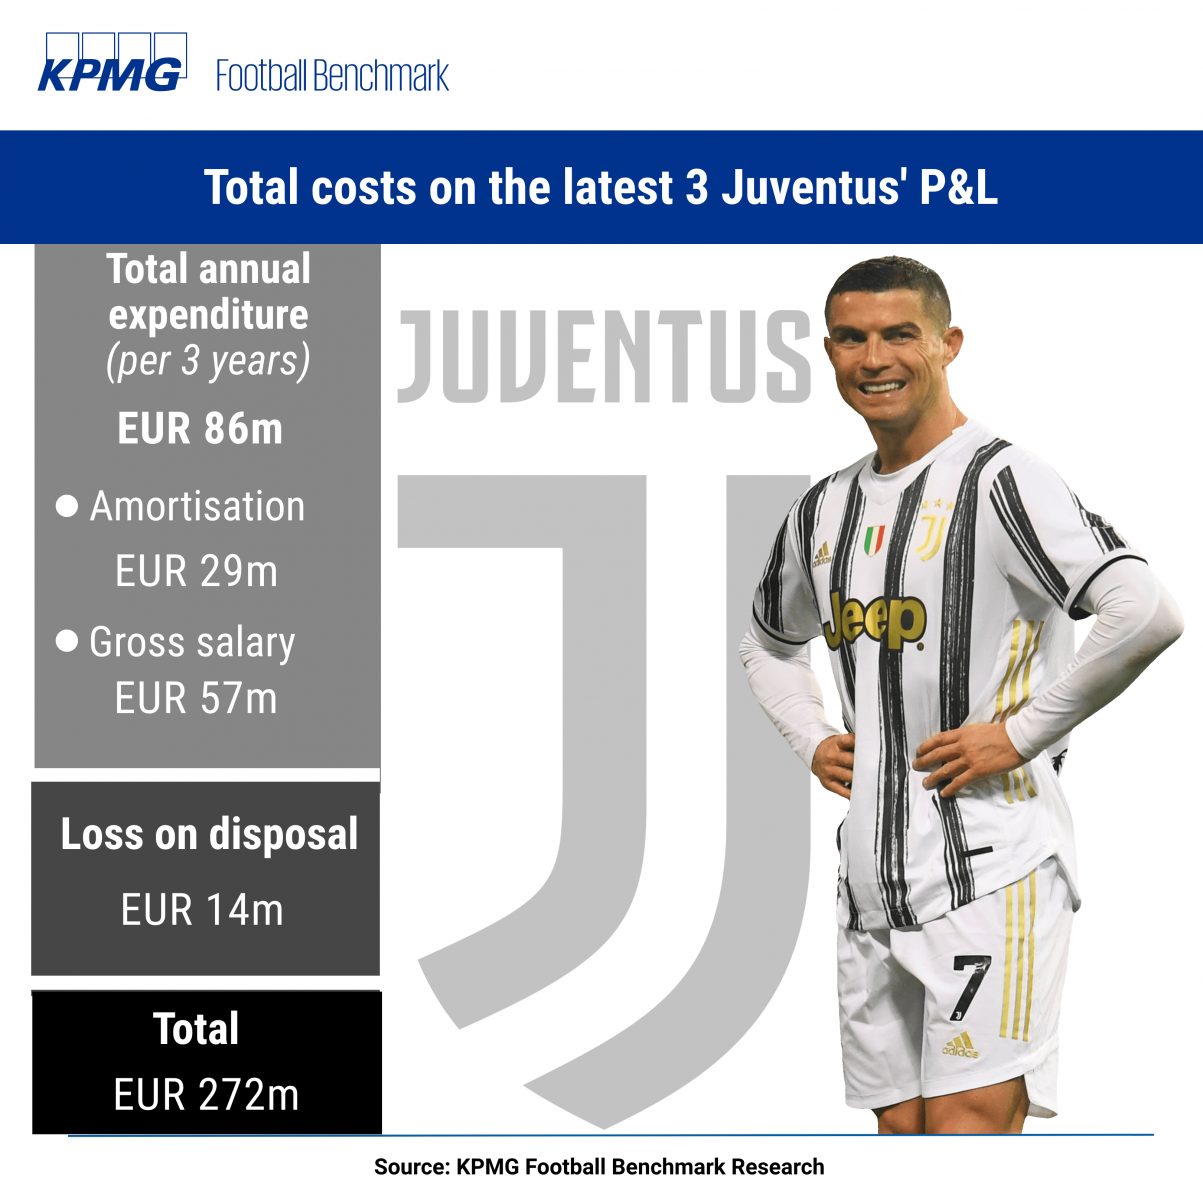 KPMG Football Benchmark
Total costs on the latest 3 Juventus' P&L
Total annual
expenditure
(per 3 years)
EUR 86m
Amortisation
EUR 29m
Gross salary
EUR 57m
Loss on disposal
EUR 14m
Total
EUR 272m
JUVENTUS
adidas
Jeep
7
adidas
Source: KPMG Football Benchmark Research